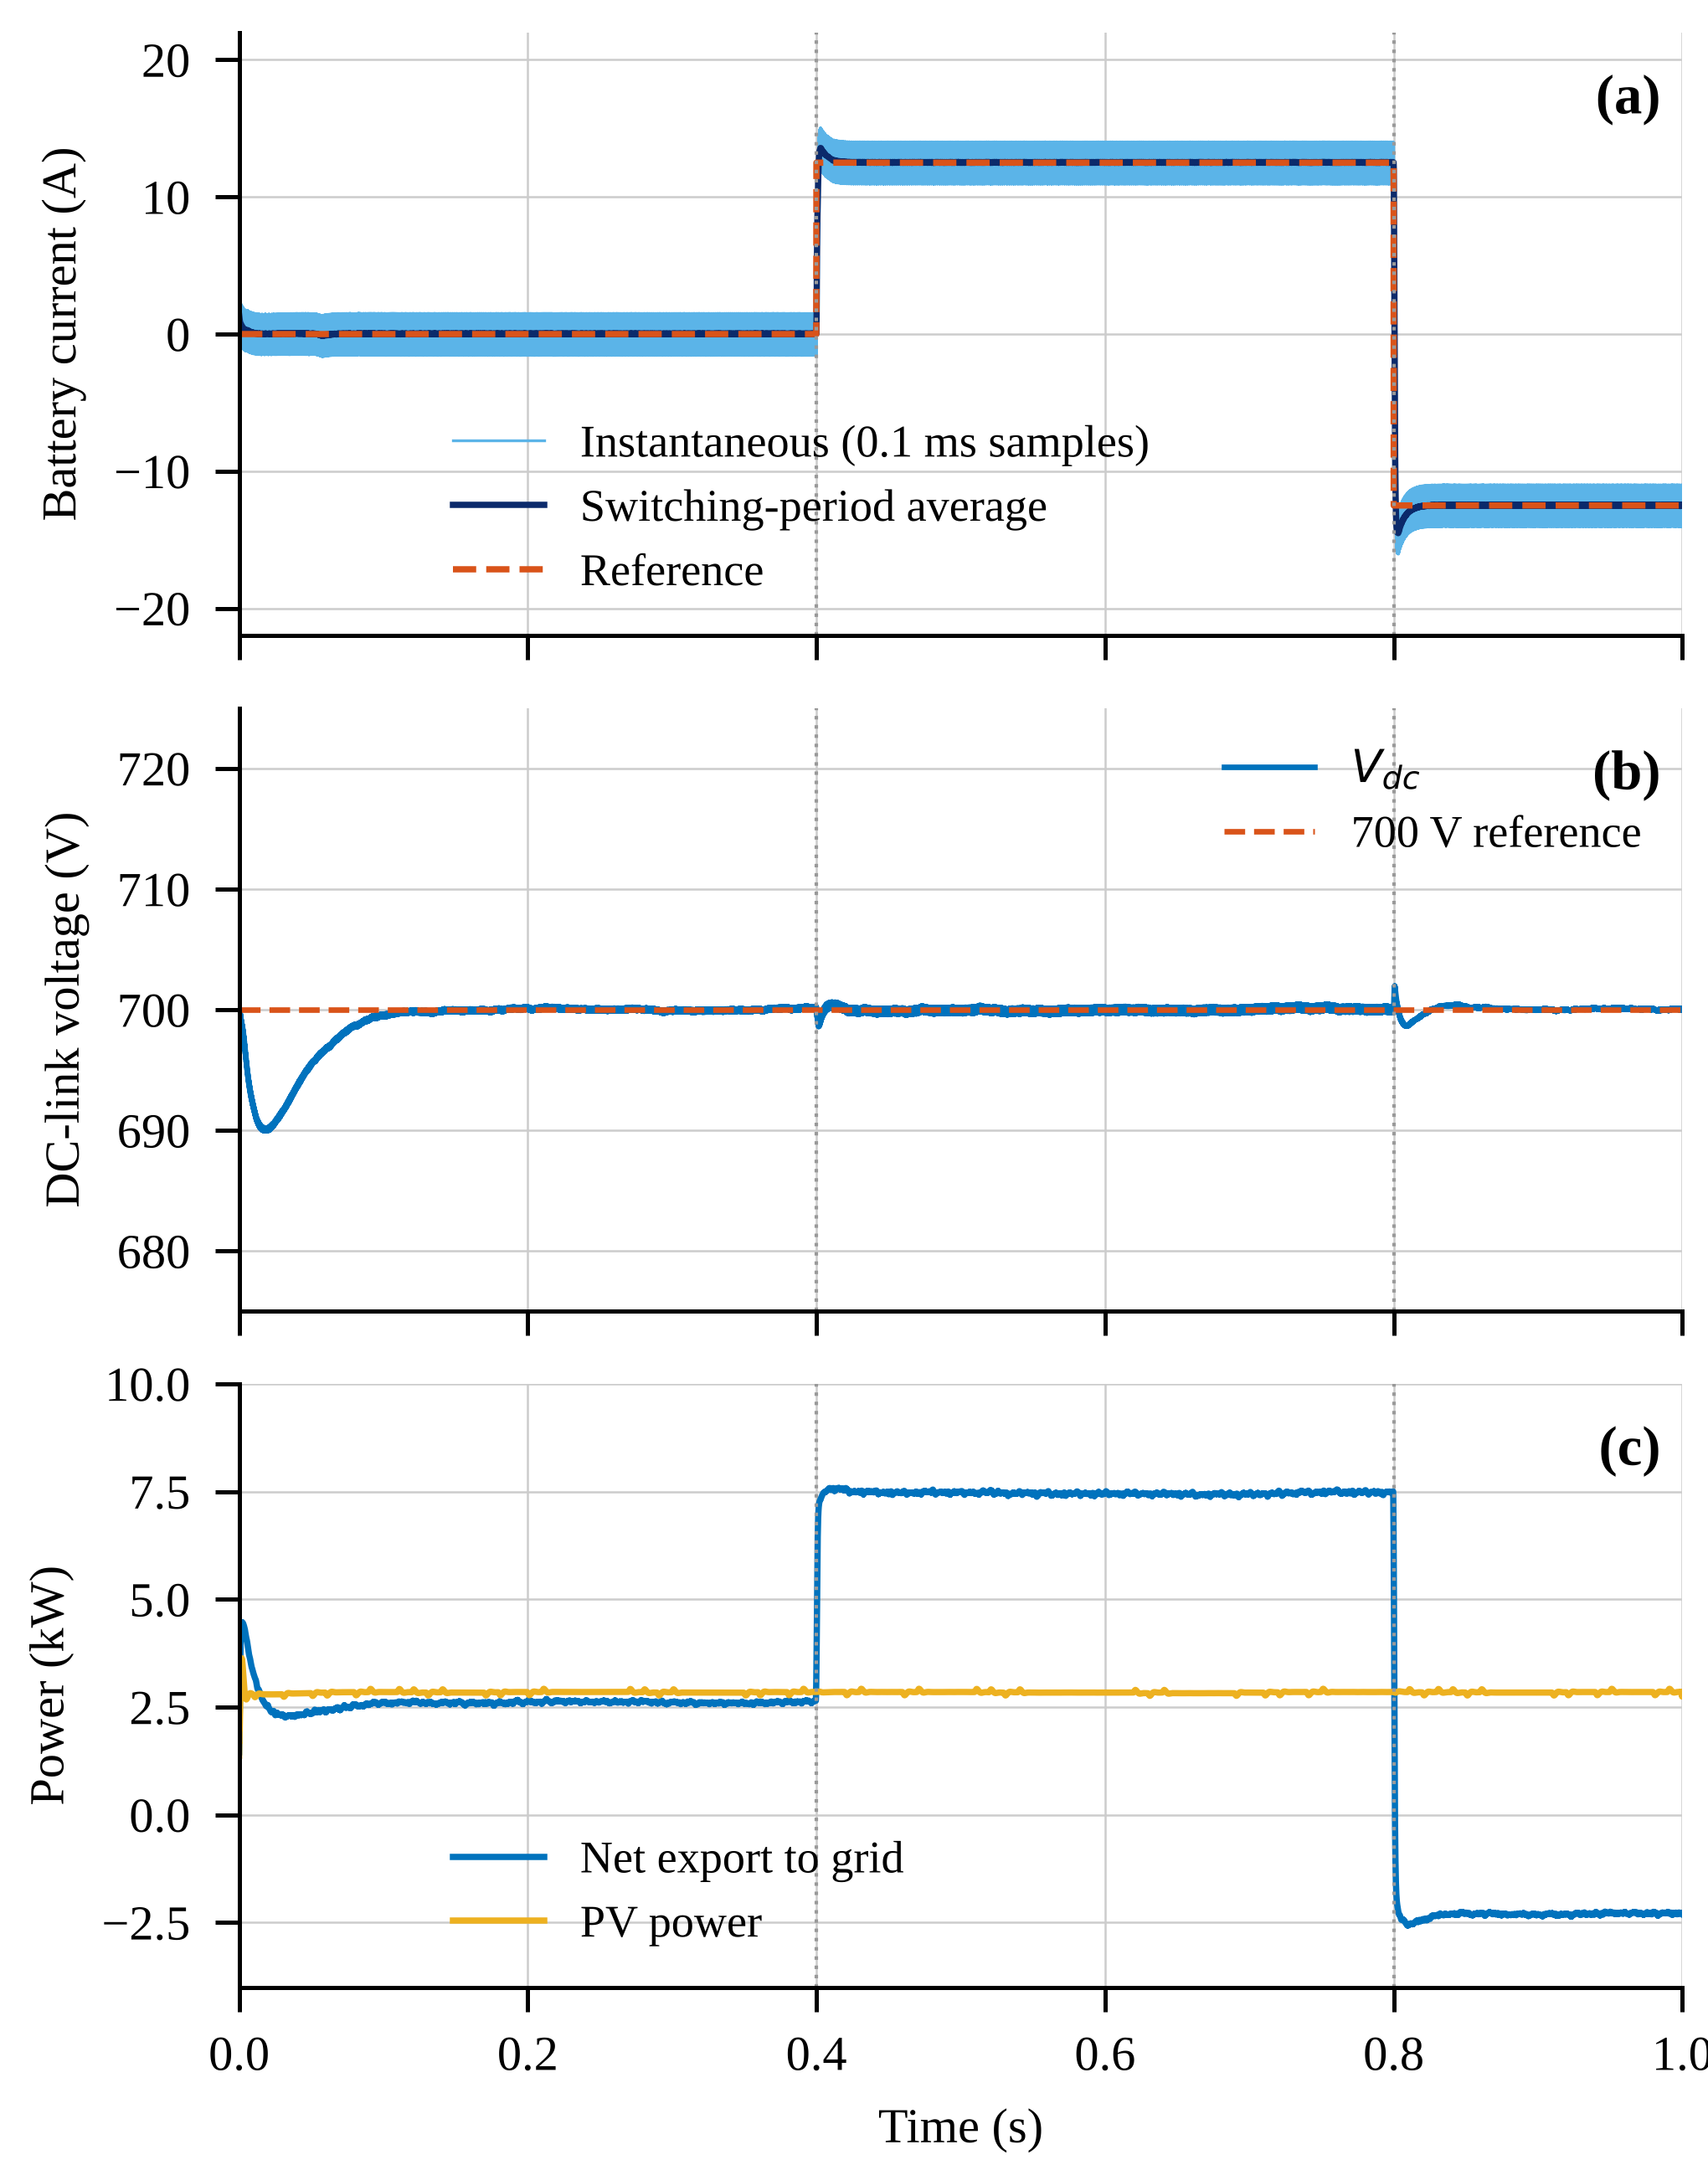 20
(a)
10
0
−10
−20
Battery current (A)
Instantaneous (0.1 ms samples)
Switching-period average
Reference
720
(b)
710
700
690
680
DC-link voltage (V)
Vdc
700 V reference
10.0
(c)
7.5
5.0
2.5
0.0
−2.5
Power (kW)
Net export to grid
PV power
0.0 0.2 0.4 0.6 0.8 1.0
Time (s)